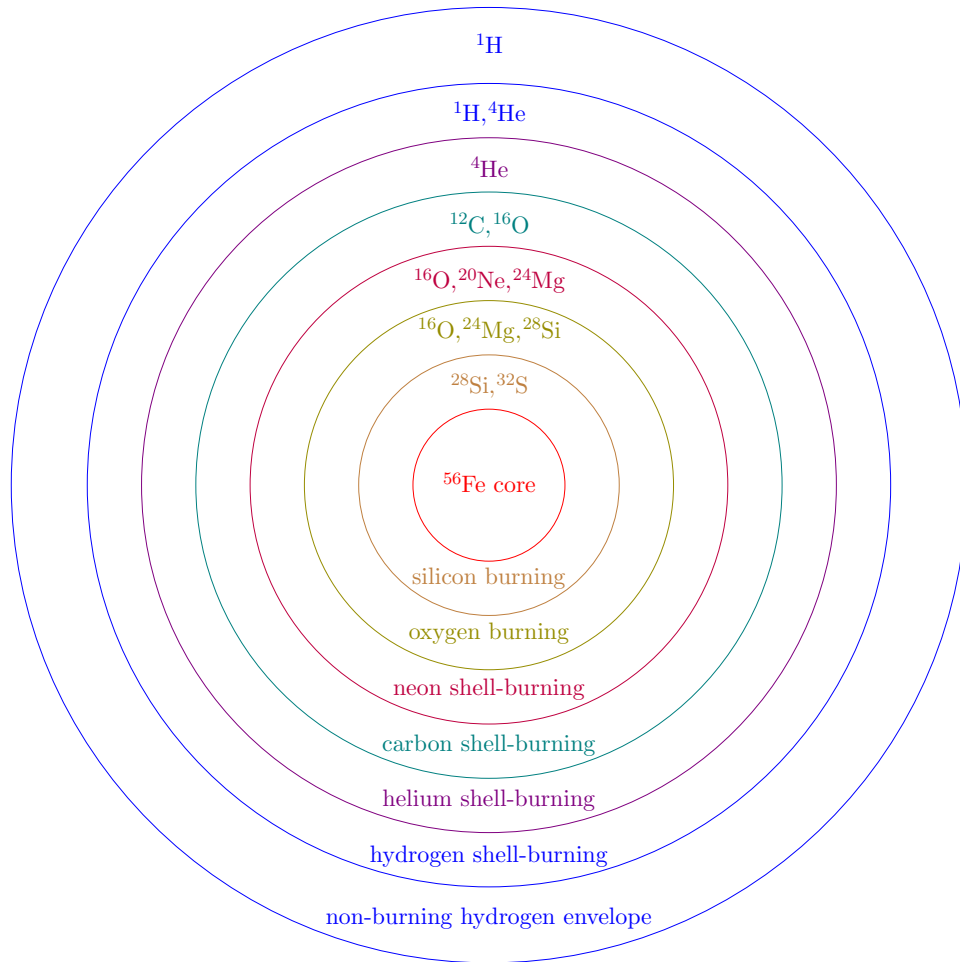 ¹H
¹H,⁴He
⁴He
¹²C,¹⁶O
¹⁶O,²⁰Ne,²⁴Mg
¹⁶O,²⁴Mg,²⁸Si
²⁸Si,³²S
⁵⁶Fe core
silicon burning
oxygen burning
neon shell-burning
carbon shell-burning
helium shell-burning
hydrogen shell-burning
non-burning hydrogen envelope